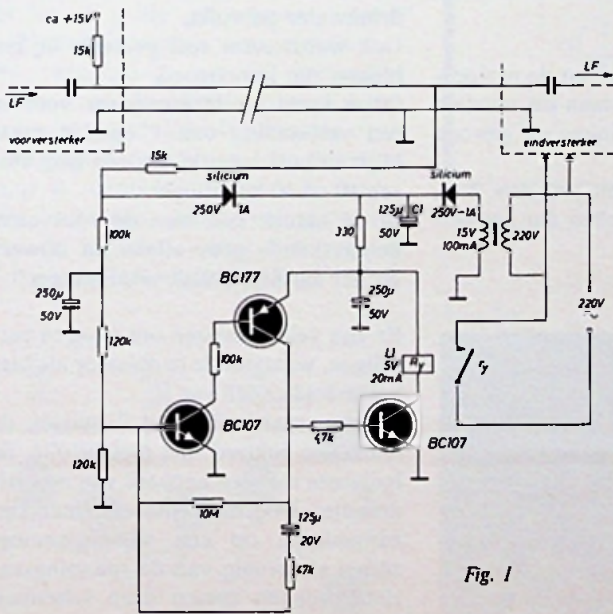 ca +15V
15k
LF
LF
voorversterker
eindversterker
15k
silicium
250V 1A
125µ C1
50V
silicium
250V-1A
15V
100mA
220V
100k
330
250µ
50V
BC177
250µ
50V
220V
120k
100k
LI
5V
20mA
Ry
ry
BC107
47k
BC107
120k
10M
125µ
20V
47k
Fig. 1